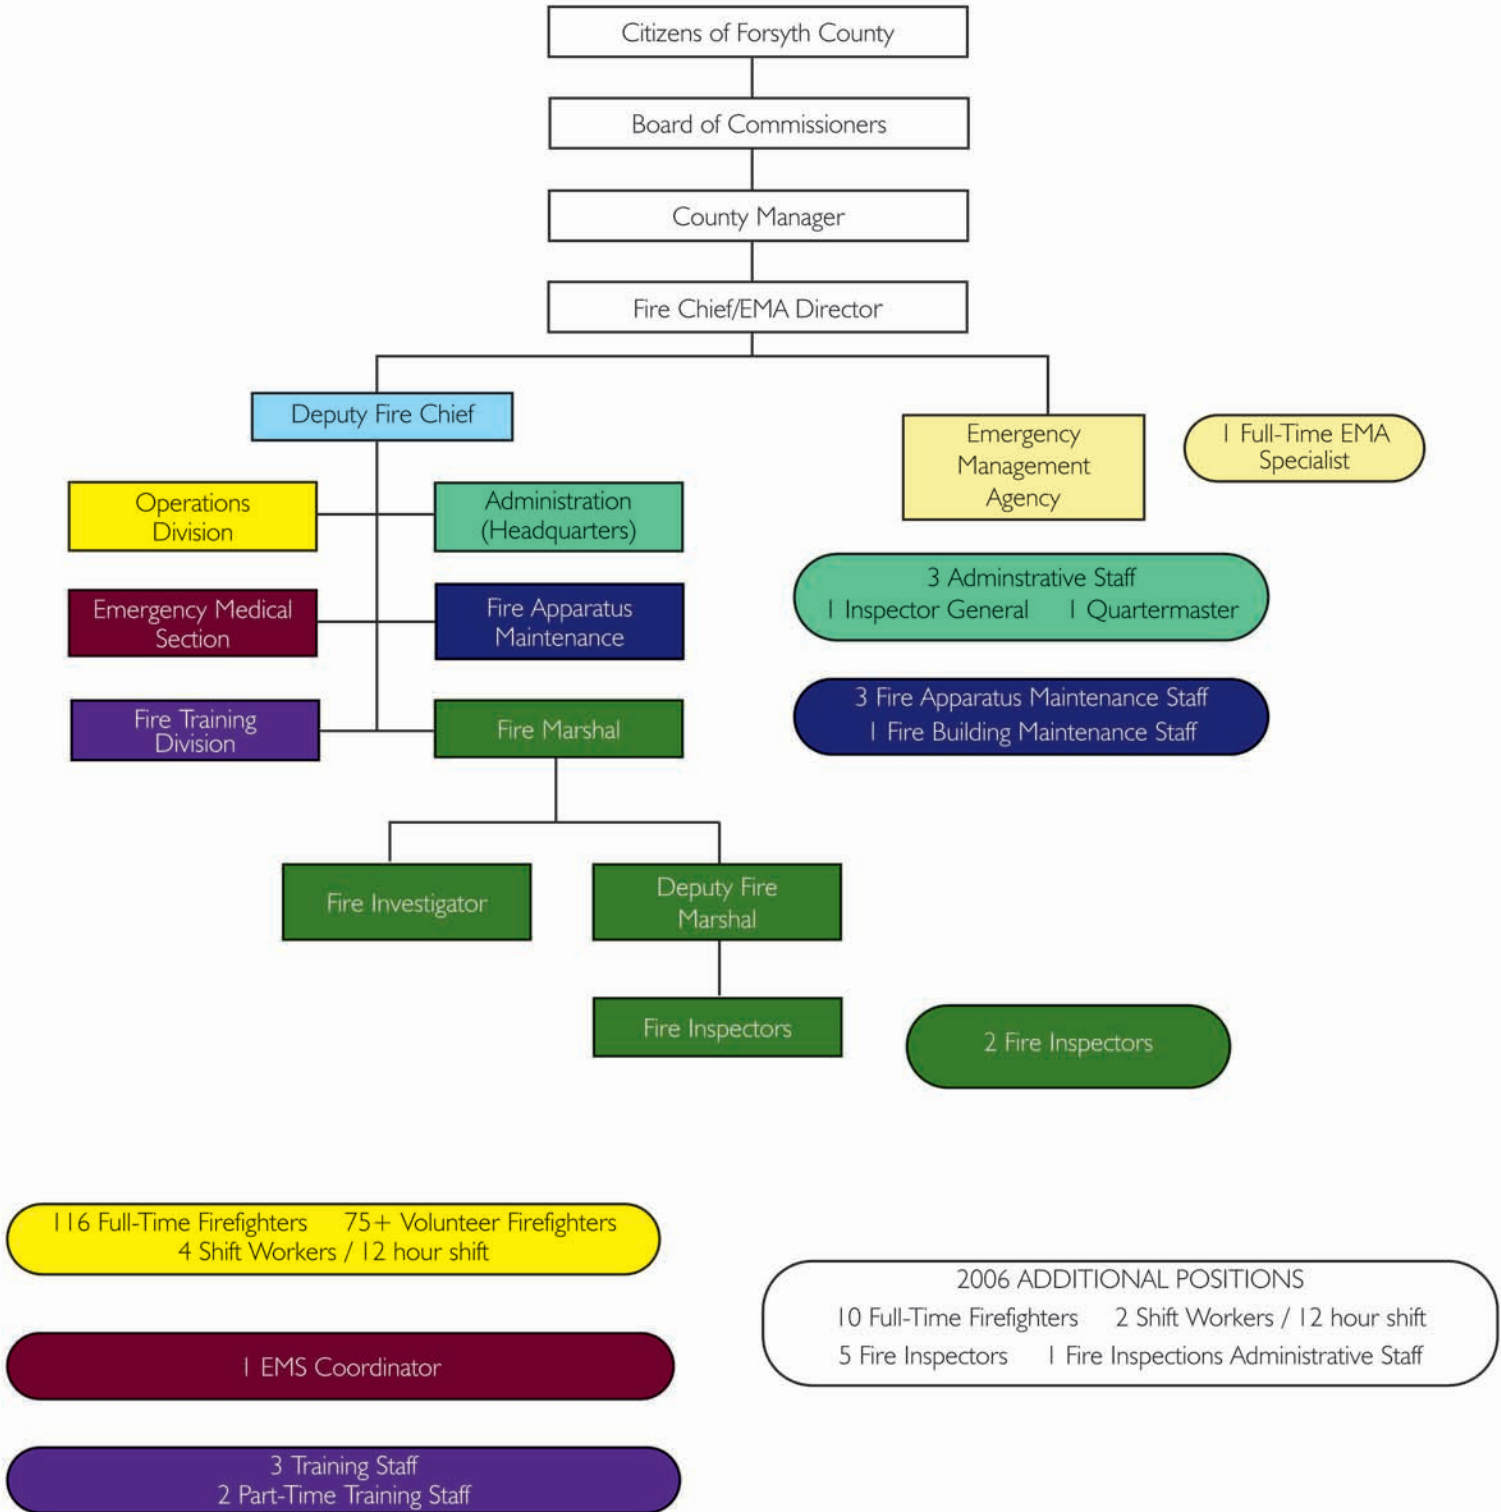 Citizens of Forsyth County
Board of Commissioners
County Manager
Fire Chief/EMA Director
Deputy Fire Chief
Emergency
Management
Agency
1 Full-Time EMA
Specialist
Operations
Division
Administration
(Headquarters)
3 Adminstrative Staff
1 Inspector General 1 Quartermaster
Emergency Medical
Section
Fire Apparatus
Maintenance
3 Fire Apparatus Maintenance Staff
1 Fire Building Maintenance Staff
Fire Training
Division
Fire Marshal
Fire Investigator
Deputy Fire
Marshal
Fire Inspectors
2 Fire Inspectors
116 Full-Time Firefighters 75+ Volunteer Firefighters
4 Shift Workers / 12 hour shift
1 EMS Coordinator
3 Training Staff
2 Part-Time Training Staff
2006 ADDITIONAL POSITIONS
10 Full-Time Firefighters 2 Shift Workers / 12 hour shift
5 Fire Inspectors 1 Fire Inspections Administrative Staff